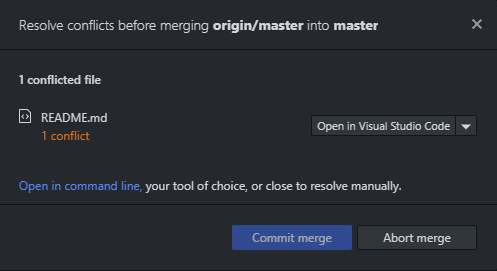 Resolve conflicts before merging origin/master into master
1 conflicted file
README.md
1 conflict
Open in Visual Studio Code
Open in command line, your tool of choice, or close to resolve manually.
Commit merge
Abort merge